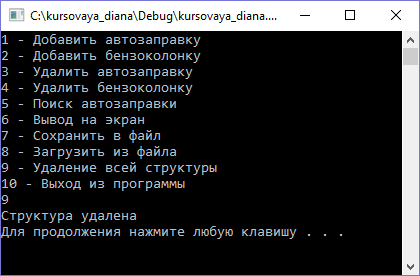 C:\kursovaya_diana\Debug\kursovaya_diana....
1 - Добавить автозаправку
2 - Добавить бензоколонку
3 - Удалить автозаправку
4 - Удалить бензоколонку
5 - Поиск автозаправки
6 - Вывод на экран
7 - Сохранить в файл
8 - Загрузить из файла
9 - Удаление всей структуры
10 - Выход из программы
9
Структура удалена
Для продолжения нажмите любую клавишу . . .